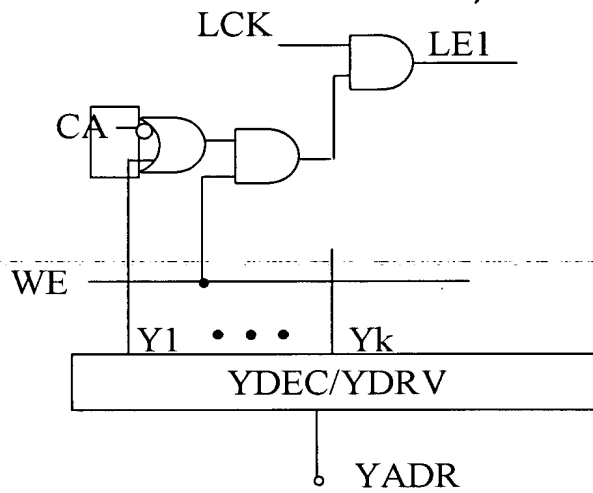 LCK
LE1
CA
WE
Y1 • • • Yk
YDEC/YDRV
YADR